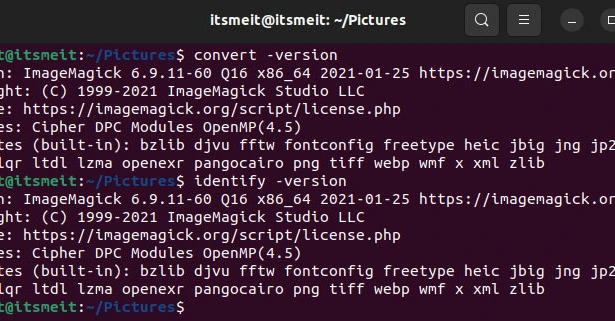 itsmeit@itsmeit: ~/Pictures
t@itsmeit:~/Pictures$ convert -version
n: ImageMagick 6.9.11-60 Q16 x86_64 2021-01-25 https://imagemagick.or
ght: (C) 1999-2021 ImageMagick Studio LLC
e: https://imagemagick.org/script/license.php
es: Cipher DPC Modules OpenMP(4.5)
tes (built-in): bzlib djvu fftw fontconfig freetype heic jbig jng jp2
lqr ltdl lzma openexr pangocairo png tiff webp wmf x xml zlib
t@itsmeit:~/Pictures$ identify -version
n: ImageMagick 6.9.11-60 Q16 x86_64 2021-01-25 https://imagemagick.or
ght: (C) 1999-2021 ImageMagick Studio LLC
e: https://imagemagick.org/script/license.php
es: Cipher DPC Modules OpenMP(4.5)
tes (built-in): bzlib djvu fftw fontconfig freetype heic jbig jng jp2
lqr ltdl lzma openexr pangocairo png tiff webp wmf x xml zlib
t@itsmeit:~/Pictures$